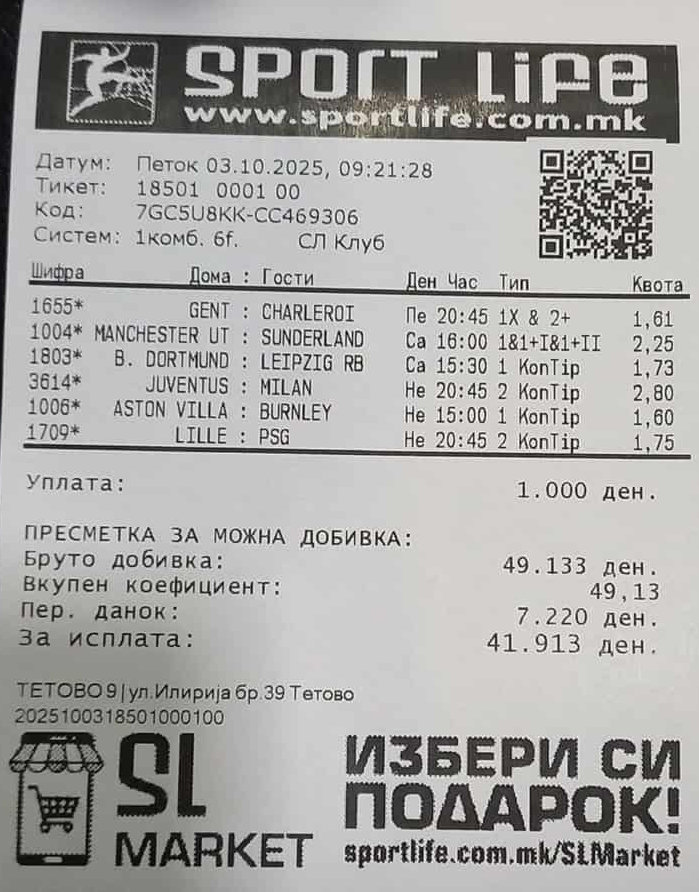 SPORT LiFe
www.sportlife.com.mk
Датум: Петок 03.10.2025, 09:21:28
Тикет: 18501 0001 00
Код: 7GC5U8KK-CC469306
Систем: 1комб. 6f. СЛ Клуб
Шифра Дома : Гости Ден Час Тип Квота
1655* GENT : CHARLEROI Пе 20:45 1X & 2+ 1,61
1004* MANCHESTER UT : SUNDERLAND Са 16:00 1&1+I&1+II 2,25
1803* B. DORTMUND : LEIPZIG RB Са 15:30 1 KonTip 1,73
3614* JUVENTUS : MILAN Не 20:45 2 KonTip 2,80
1006* ASTON VILLA : BURNLEY Не 15:00 1 KonTip 1,60
1709* LILLE : PSG Не 20:45 2 KonTip 1,75
Уплата: 1.000 ден.
ПРЕСМЕТКА ЗА МОЖНА ДОБИВКА:
Бруто добивка: 49.133 ден.
Вкупен коефициент: 49,13
Пер. данок: 7.220 ден.
За исплата: 41.913 ден.
ТЕТОВО 9|ул.Илирија бр.39 Тетово
2025100318501000100
SL
MARKET
ИЗБЕРИ СИ
ПОДАРОК!
sportlife.com.mk/SLMarket